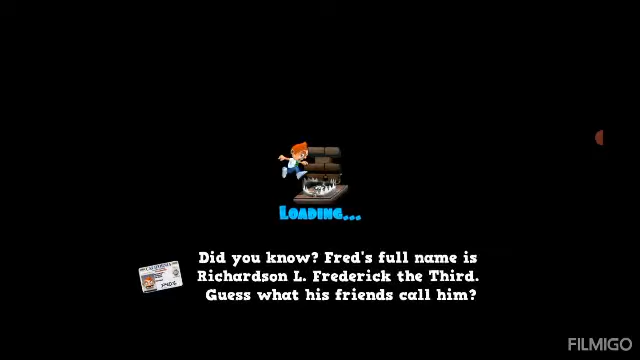 Loading...
Did you know? Fred's full name is
Richardson L. Frederick the Third.
Guess what his friends call him?
FILMIGO